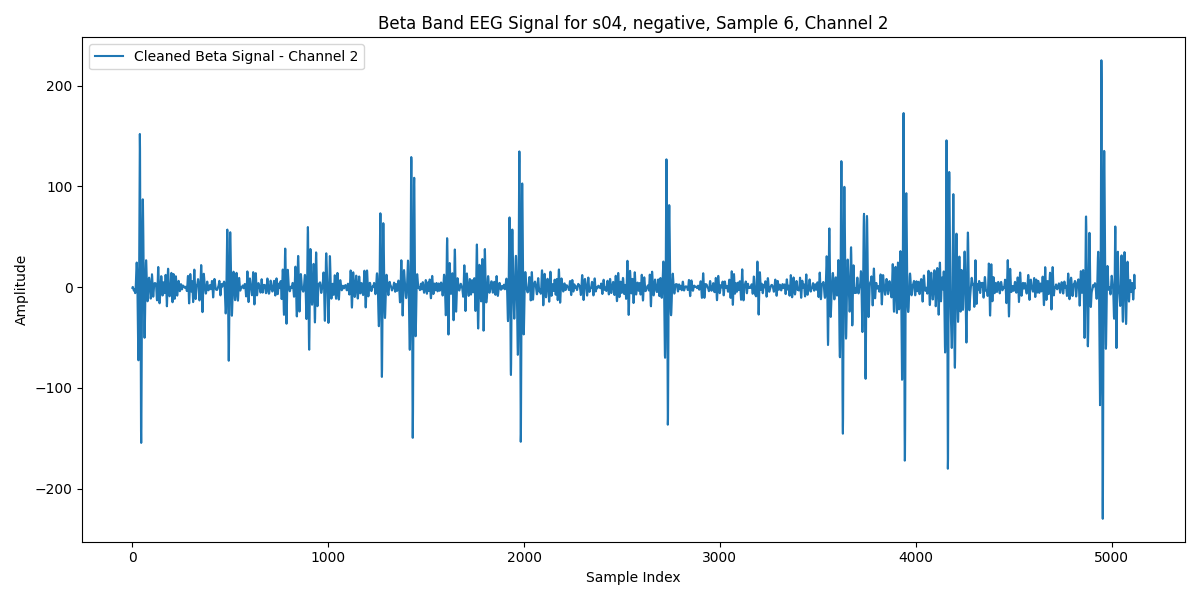 Beta Band EEG Signal for s04, negative, Sample 6, Channel 2
Cleaned Beta Signal - Channel 2
Amplitude
200
100
0
−100
−200
0 1000 2000 3000 4000 5000
Sample Index